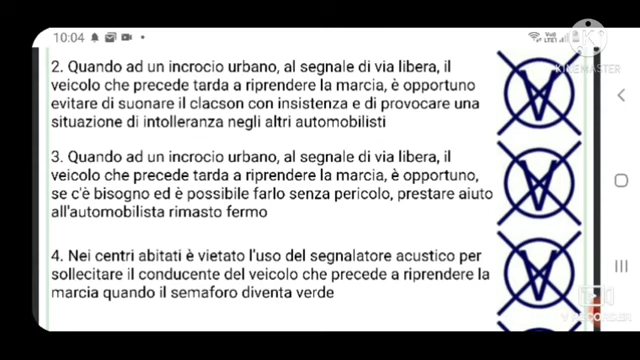 10:04
KINEMASTER
2. Quando ad un incrocio urbano, al segnale di via libera, il
veicolo che precede tarda a riprendere la marcia, è opportuno
evitare di suonare il clacson con insistenza e di provocare una
situazione di intolleranza negli altri automobilisti
V
3. Quando ad un incrocio urbano, al segnale di via libera, il
veicolo che precede tarda a riprendere la marcia, è opportuno,
se c'è bisogno ed è possibile farlo senza pericolo, prestare aiuto
all'automobilista rimasto fermo
V
4. Nei centri abitati è vietato l'uso del segnalatore acustico per
sollecitare il conducente del veicolo che precede a riprendere la
marcia quando il semaforo diventa verde
V